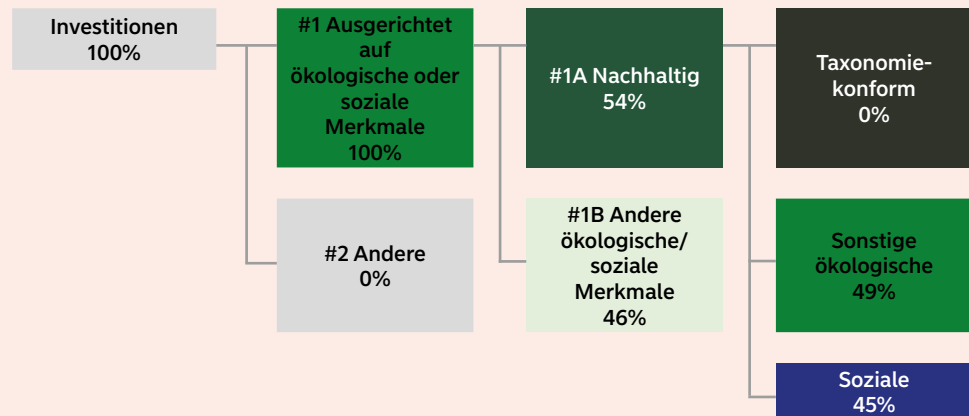 Investitionen
100%
#1 Ausgerichtet
auf
ökologische oder
soziale
Merkmale
100%
#1A Nachhaltig
54%
Taxonomie-
konform
0%
#2 Andere
0%
#1B Andere
ökologische/
soziale
Merkmale
46%
Sonstige
ökologische
49%
Soziale
45%